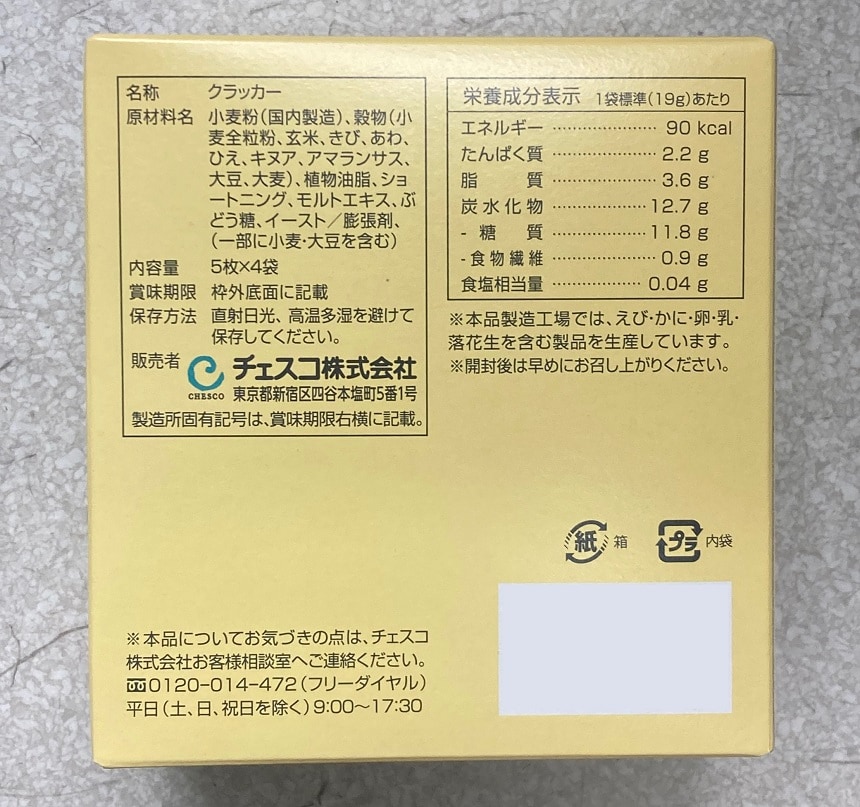 名称 クラッカー
原材料名 小麦粉(国内製造)、穀物(小
麦全粒粉、玄米、きび、あわ、
ひえ、キヌア、アマランサス、
大豆、大麦)、植物油脂、ショ
ートニング、モルトエキス、ぶ
どう糖、イースト/膨張剤、
(一部に小麦・大豆を含む)
内容量 5枚×4袋
賞味期限 枠外底面に記載
保存方法 直射日光、高温多湿を避けて
保存してください。
販売者 CHESCO チェスコ株式会社
東京都新宿区四谷本塩町5番1号
製造所固有記号は、賞味期限右横に記載。
栄養成分表示 1袋標準(19g)あたり
エネルギー …………… 90 kcal
たんぱく質 …………… 2.2 g
脂質 …………… 3.6 g
炭水化物 …………… 12.7 g
- 糖質 …………… 11.8 g
- 食物繊維 …………… 0.9 g
食塩相当量 …………… 0.04 g
※本品製造工場では、えび・かに・卵・乳・
落花生を含む製品を生産しています。
※開封後は早めにお召し上がりください。
紙 箱 プラ 内袋
※本品についてお気づきの点は、チェスコ
株式会社お客様相談室へご連絡ください。
0120-014-472(フリーダイヤル)
平日(土、日、祝日を除く)9:00〜17:30